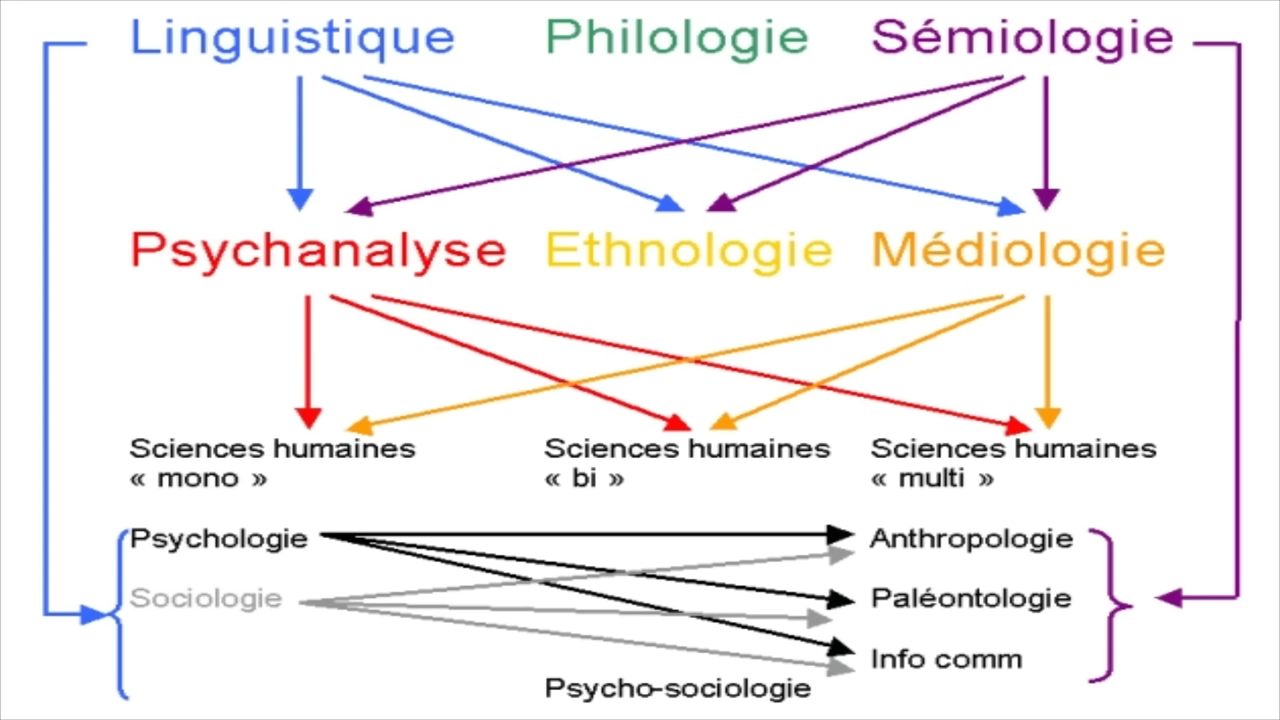 Linguistique Philologie Sémiologie
Psychanalyse Ethnologie Médiologie
Sciences humaines Sciences humaines Sciences humaines
« mono » « bi » « multi »
Psychologie Anthropologie
Sociologie Paléontologie
Info comm
Psycho-sociologie